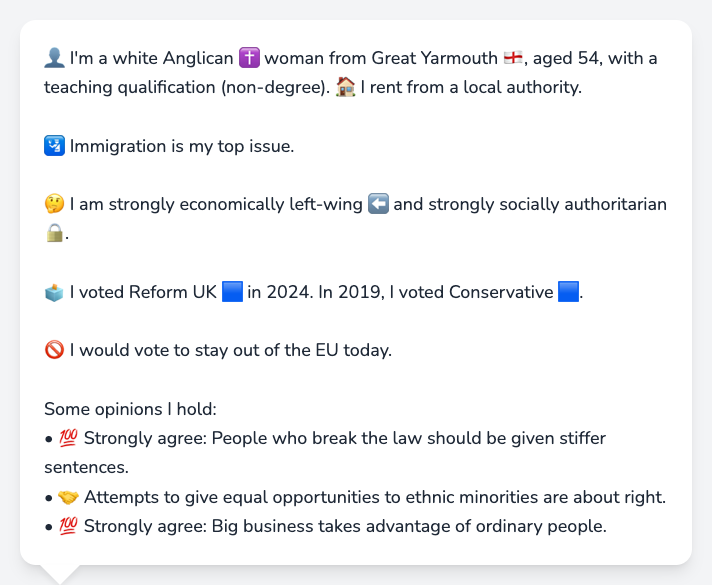 👤 I'm a white Anglican ✝️ woman from Great Yarmouth 🏴󠁧󠁢󠁥󠁮󠁧󠁿, aged 54, with a
teaching qualification (non-degree). 🏠 I rent from a local authority.
🛂 Immigration is my top issue.
🤔 I am strongly economically left-wing ⬅️ and strongly socially authoritarian
🔒.
🗳️ I voted Reform UK 🟦 in 2024. In 2019, I voted Conservative 🟦.
🚫 I would vote to stay out of the EU today.
Some opinions I hold:
• 💯 Strongly agree: People who break the law should be given stiffer
sentences.
• 🤝 Attempts to give equal opportunities to ethnic minorities are about right.
• 💯 Strongly agree: Big business takes advantage of ordinary people.